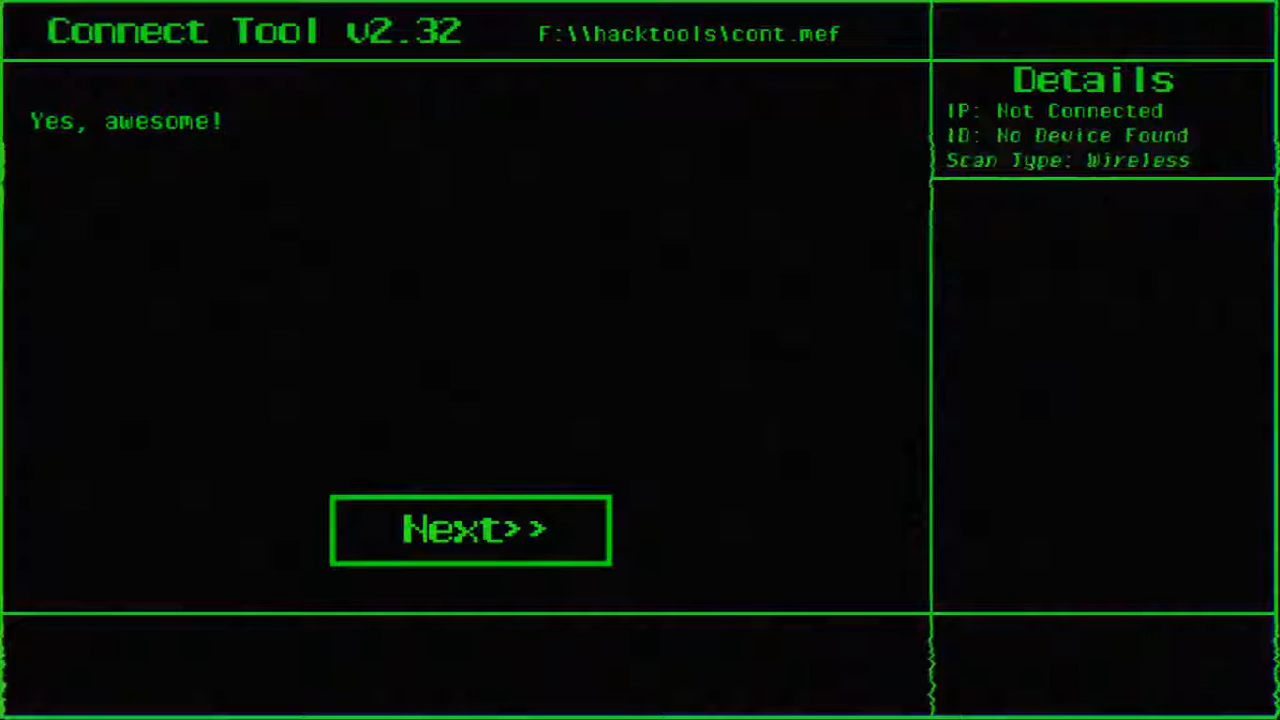 Connect Tool v2.32 F:\\hacktools\cont.mef
Details
IP: Not Connected
ID: No Device Found
Scan Type: Wireless
Yes, awesome!
Next>>